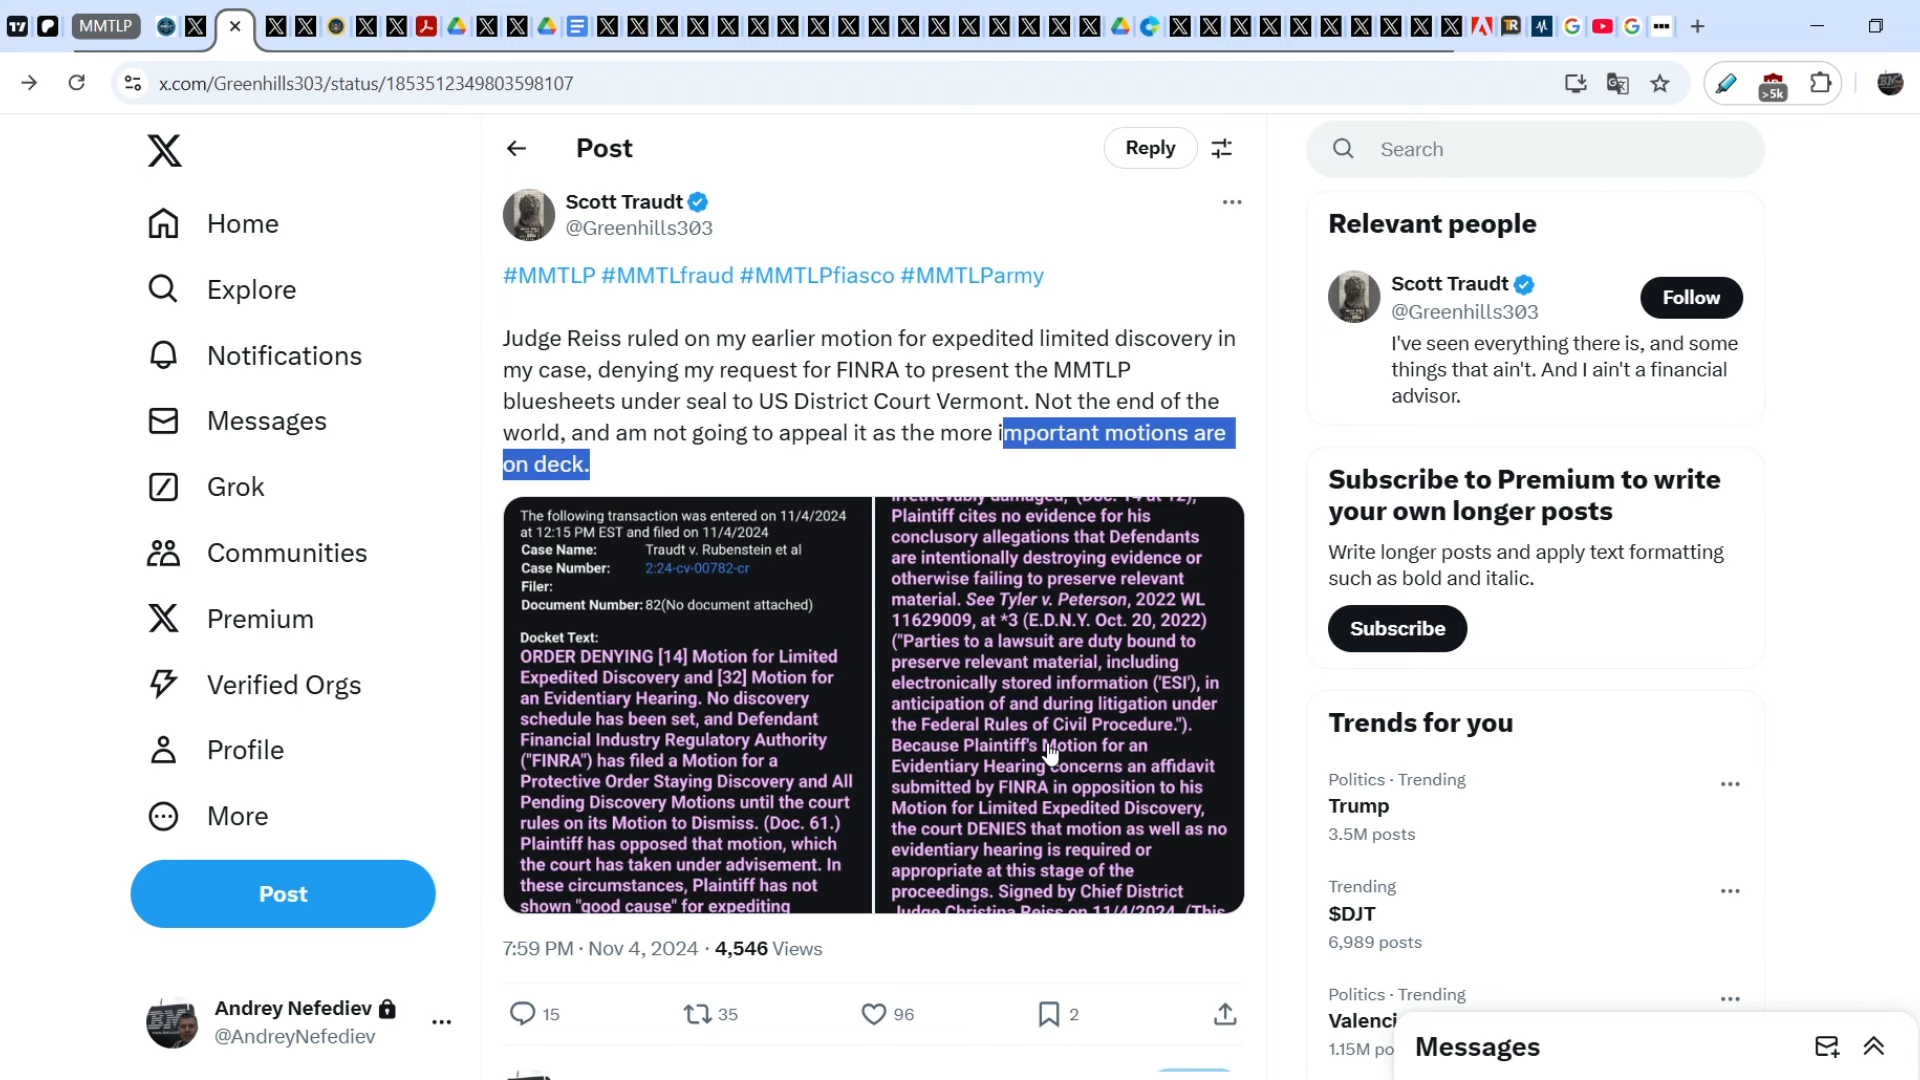 MMTLP
x.com/Greenhills303/status/1853512349803598107
>5k
Home
Explore
Notifications
Messages
Grok
Communities
Premium
Verified Orgs
Profile
More
Post
Andrey Nefediev
@AndreyNefediev
Post
Reply
Scott Traudt
@Greenhills303
#MMTLP #MMTLfraud #MMTLPfiasco #MMTLParmy
Judge Reiss ruled on my earlier motion for expedited limited discovery in
my case, denying my request for FINRA to present the MMTLP
bluesheets under seal to US District Court Vermont. Not the end of the
world, and am not going to appeal it as the more important motions are
on deck.
The following transaction was entered on 11/4/2024
at 12:15 PM EST and filed on 11/4/2024
Case Name: Traudt v. Rubenstein et al
Case Number: 2:24-cv-00782-cr
Filer:
Document Number: 82(No document attached)
Docket Text:
ORDER DENYING [14] Motion for Limited
Expedited Discovery and [32] Motion for
an Evidentiary Hearing. No discovery
schedule has been set, and Defendant
Financial Industry Regulatory Authority
("FINRA") has filed a Motion for a
Protective Order Staying Discovery and All
Pending Discovery Motions until the court
rules on its Motion to Dismiss. (Doc. 61.)
Plaintiff has opposed that motion, which
the court has taken under advisement. In
these circumstances, Plaintiff has not
shown "good cause" for expediting
irretrievably damaged, (Doc. 14 at 12),
Plaintiff cites no evidence for his
conclusory allegations that Defendants
are intentionally destroying evidence or
otherwise failing to preserve relevant
material. See Tyler v. Peterson, 2022 WL
11629009, at *3 (E.D.N.Y. Oct. 20, 2022)
("Parties to a lawsuit are duty bound to
preserve relevant material, including
electronically stored information ('ESI'), in
anticipation of and during litigation under
the Federal Rules of Civil Procedure.").
Because Plaintiff's Motion for an
Evidentiary Hearing concerns an affidavit
submitted by FINRA in opposition to his
Motion for Limited Expedited Discovery,
the court DENIES that motion as well as no
evidentiary hearing is required or
appropriate at this stage of the
proceedings. Signed by Chief District
Judge Christina Reiss on 11/4/2024. (This
7:59 PM · Nov 4, 2024 · 4,546 Views
15
35
96
2
Search
Relevant people
Scott Traudt
@Greenhills303
Follow
I've seen everything there is, and some
things that ain't. And I ain't a financial
advisor.
Subscribe to Premium to write
your own longer posts
Write longer posts and apply text formatting
such as bold and italic.
Subscribe
Trends for you
Politics · Trending
Trump
3.5M posts
Trending
$DJT
6,989 posts
Politics · Trending
Valenci
1.15M po
Messages